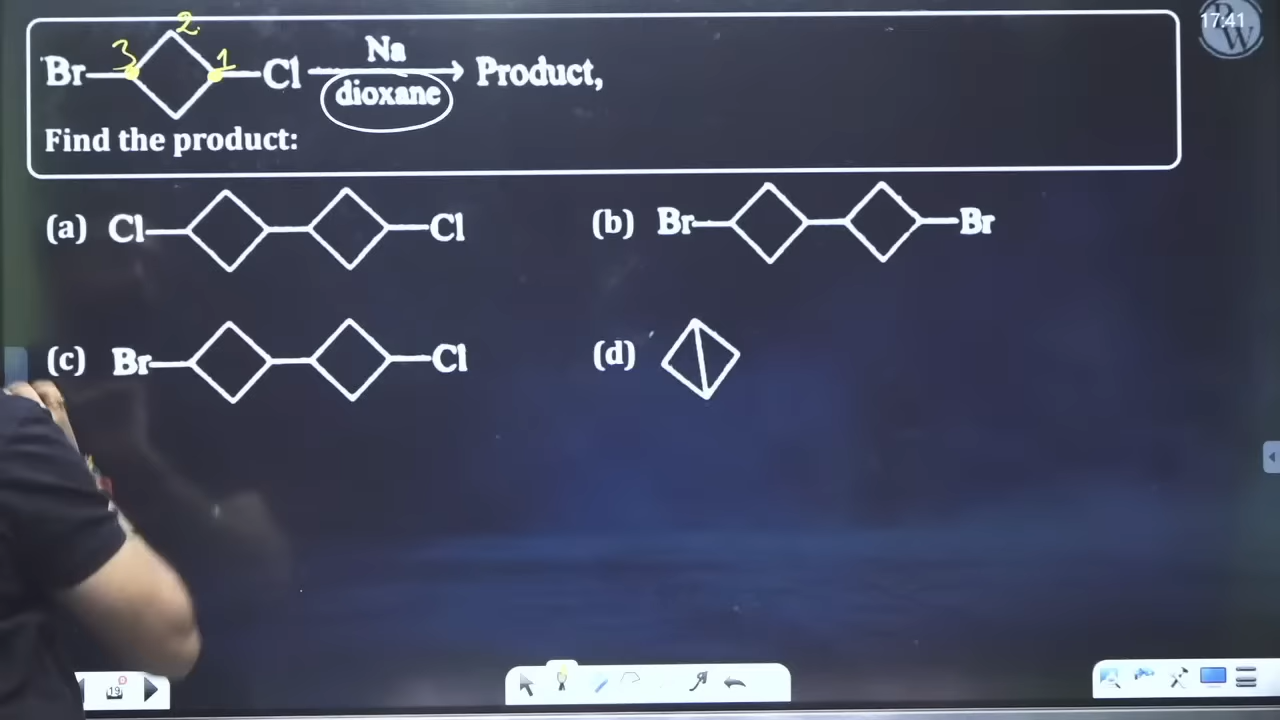 17:41
3 2 1
Br Cl Na dioxane Product,
Find the product:
(a) Cl Cl (b) Br Br
(c) Br Cl (d)
19